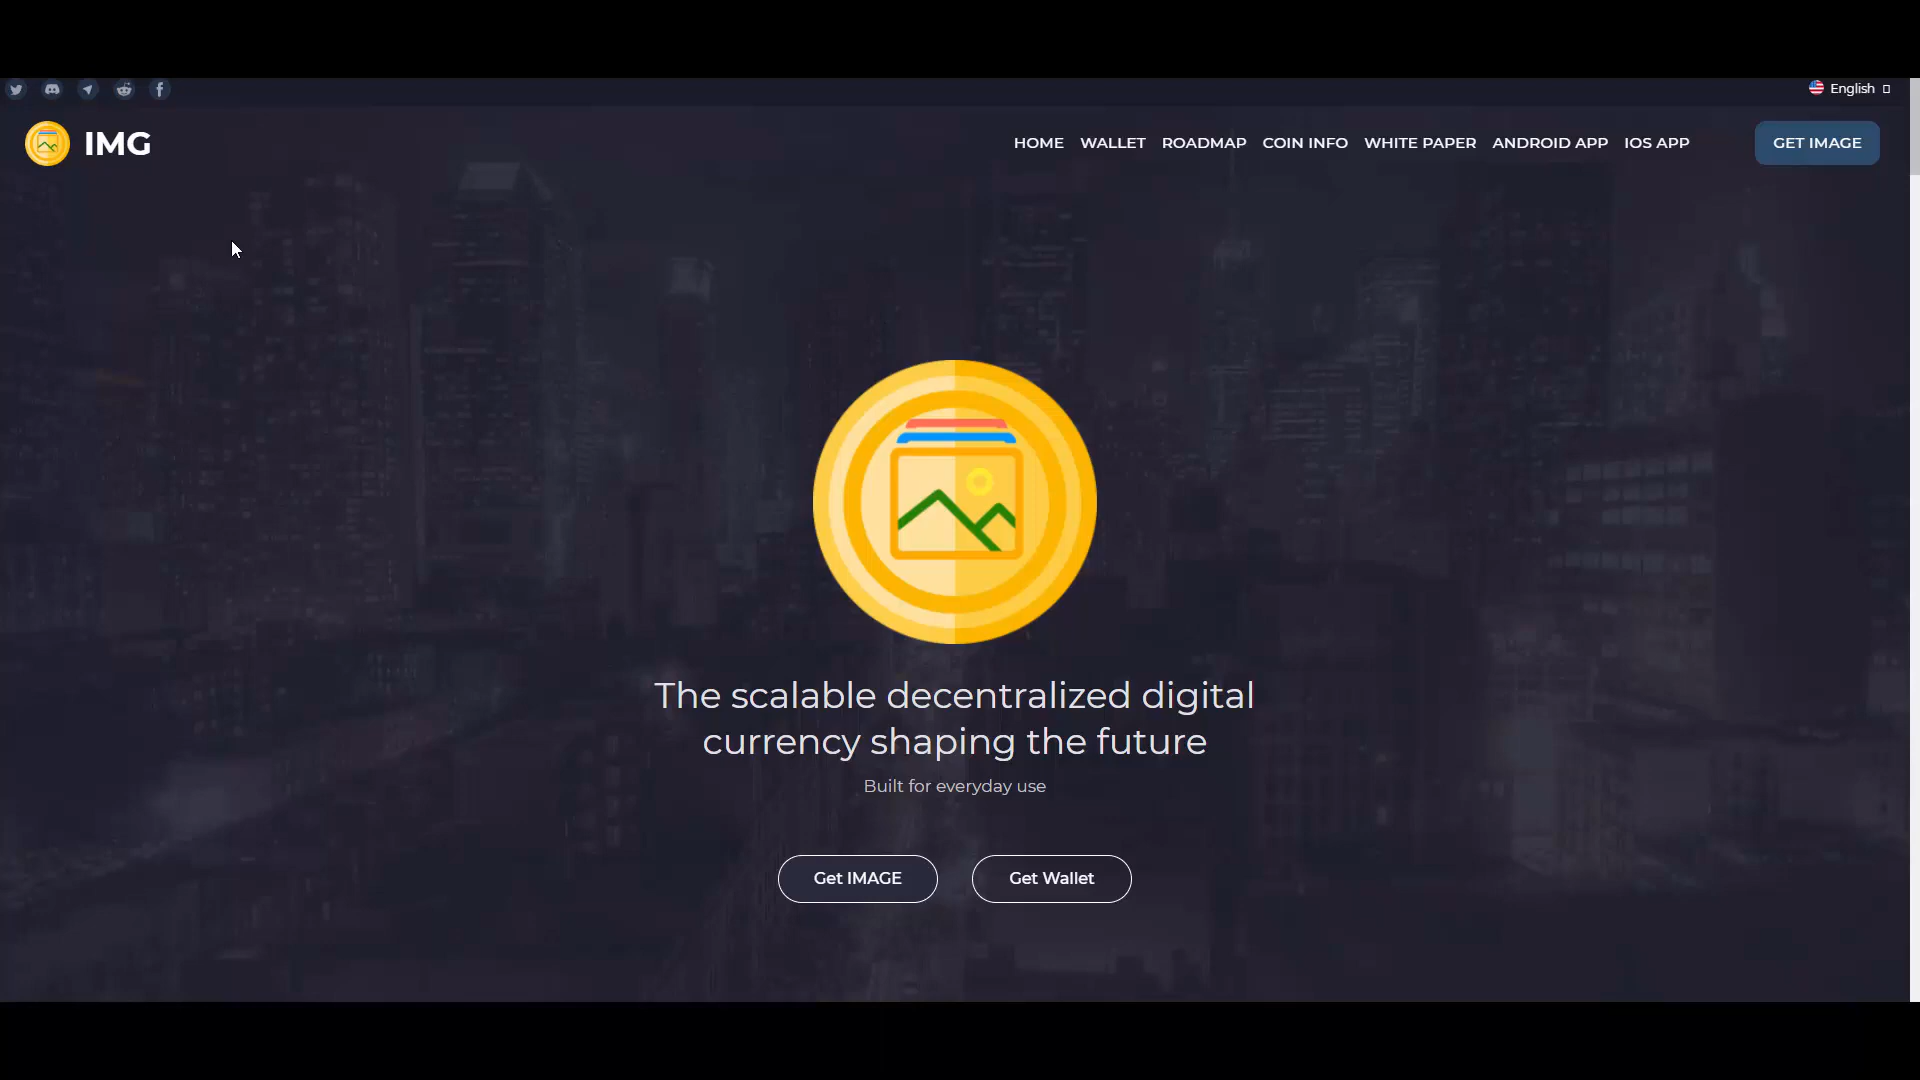 English
IMG
HOME WALLET ROADMAP COIN INFO WHITE PAPER ANDROID APP IOS APP GET IMAGE
The scalable decentralized digital
currency shaping the future
Built for everyday use
Get IMAGE Get Wallet